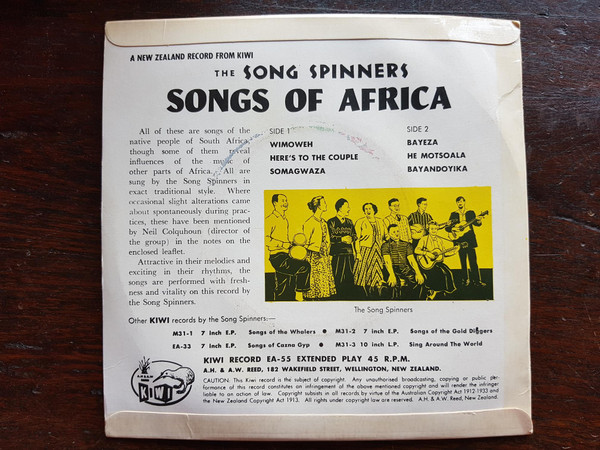 A NEW ZEALAND RECORD FROM KIWI
THE SONG SPINNERS
SONGS OF AFRICA
All of these are songs of the
native people of South Africa,
though some of them reveal
influences of the music of
other parts of Africa. All are
sung by the Song Spinners in
exact traditional style. Where
occasional slight alterations came
about spontaneously during prac-
tices, these have been mentioned
by Neil Colquhoun (director of
the group) in the notes on the
enclosed leaflet.
Attractive in their melodies and
exciting in their rhythms, the
songs are performed with fresh-
ness and vitality on this record by
the Song Spinners.
SIDE 1
WIMOWEH
HERE'S TO THE COUPLE
SOMAGWAZA
SIDE 2
BAYEZA
HE MOTSOALA
BAYANDOYIKA
The Song Spinners
Other KIWI records by the Song Spinners:—
M31-1 7 inch E.P. Songs of the Whalers ● M31-2 7 inch E.P. Songs of the Gold Diggers
EA-33 7 inch E.P. Songs of Cazna Gyp ● M31-3 10 inch L.P. Sing Around The World
KIWI RECORD EA-55 EXTENDED PLAY 45 R.P.M.
A.H. & A.W. REED, 182 WAKEFIELD STREET, WELLINGTON, NEW ZEALAND.
CAUTION. This Kiwi record is the subject of copyright. Any unauthorised broadcasting, copying or public per-
formance of this record constitutes an infringement of the above mentioned copyright and will render the infringer
liable to an action of law. Copyright subsists in all records by virtue of the Australian Copyright Act 1912-1933 and
the New Zealand Copyright Act 1913. All rights under copyright law are reserved. A.H. & A.W. Reed, New Zealand.
KIWI